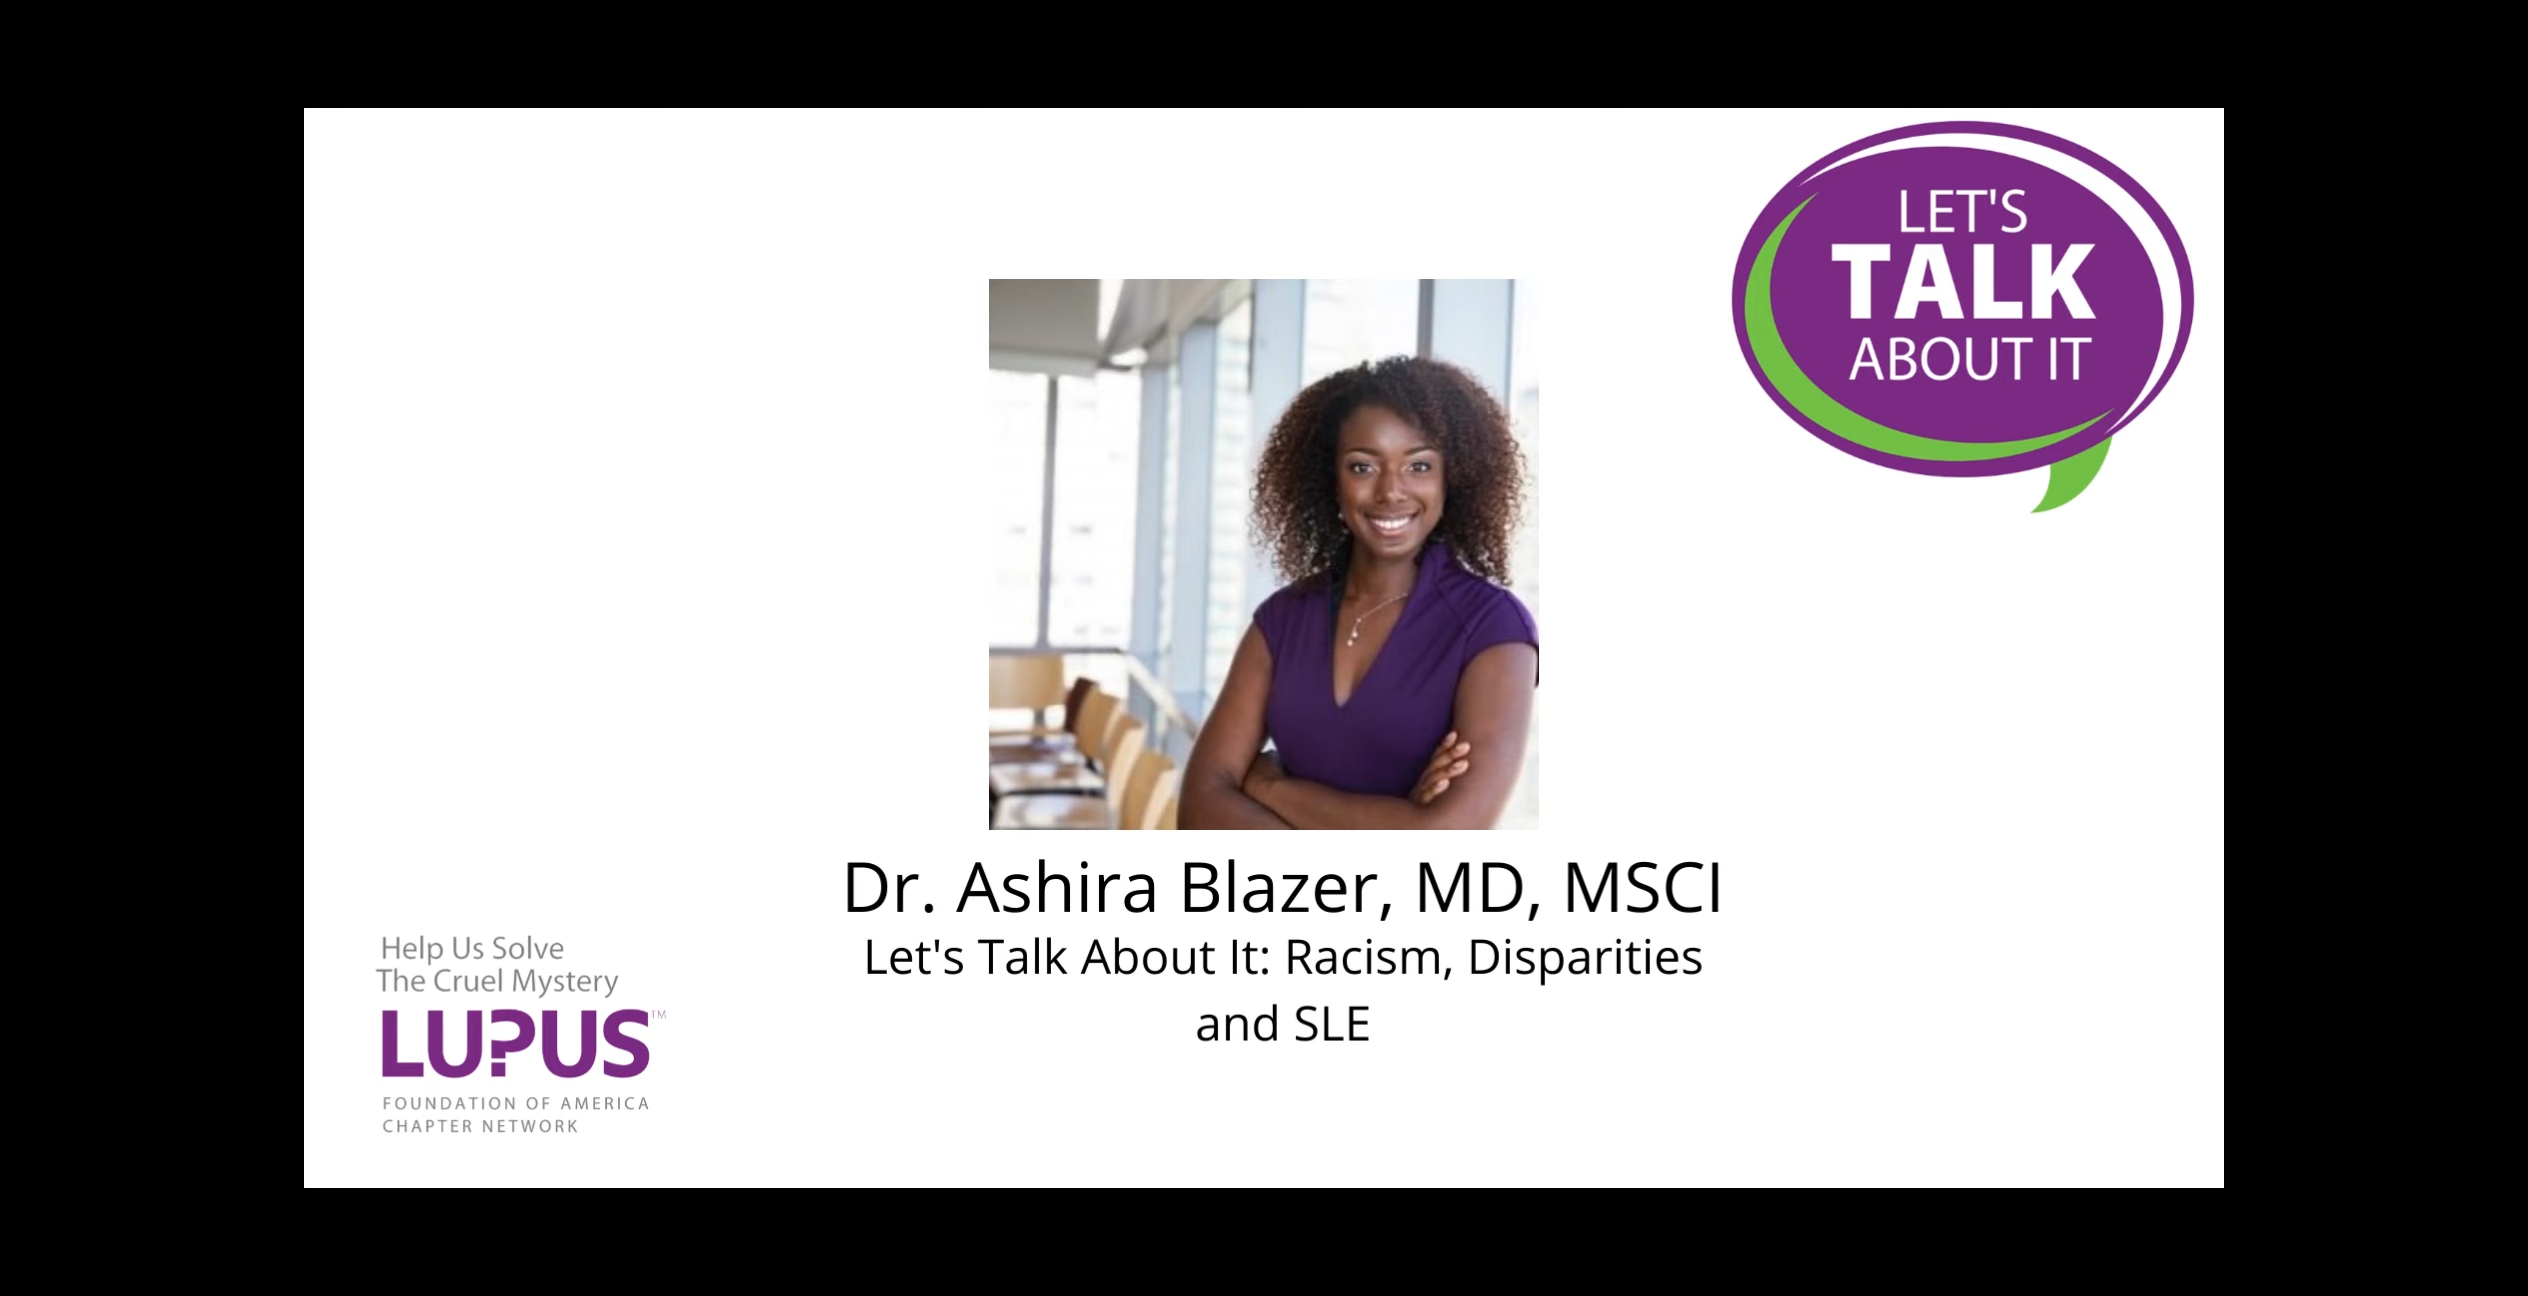 LET'S
TALK
ABOUT IT
Dr. Ashira Blazer, MD, MSCI
Let's Talk About It: Racism, Disparities
and SLE
Help Us Solve
The Cruel Mystery
LUPUS™
FOUNDATION OF AMERICA
CHAPTER NETWORK